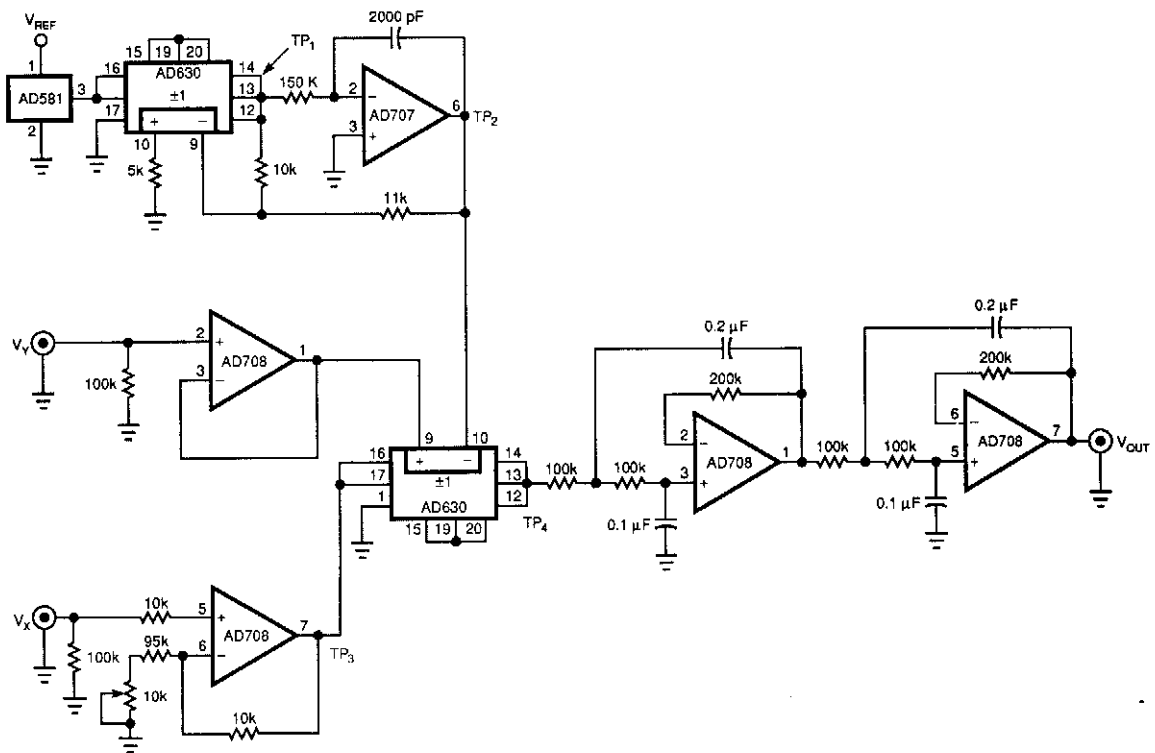 V_REF
1
AD581
3
2
15 19 20
16
AD630
±1
17
+ −
10 9
14
13
12
TP₁
5k
10k
150 K
2000 pF
2
−
AD707
3
+
6
TP₂
11k
V_Y
100k
2
+
AD708
3
−
1
9 10
+ −
16
17
1
±1
AD630
15 19 20
14
13
12
TP₄
100k
100k
0.1 µF
0.2 µF
200k
2
−
AD708
3
+
1
100k
100k
0.1 µF
0.2 µF
200k
6
−
AD708
5
+
7
V_OUT
V_X
100k
10k
95k
10k
5
+
AD708
6
−
7
TP₃
10k